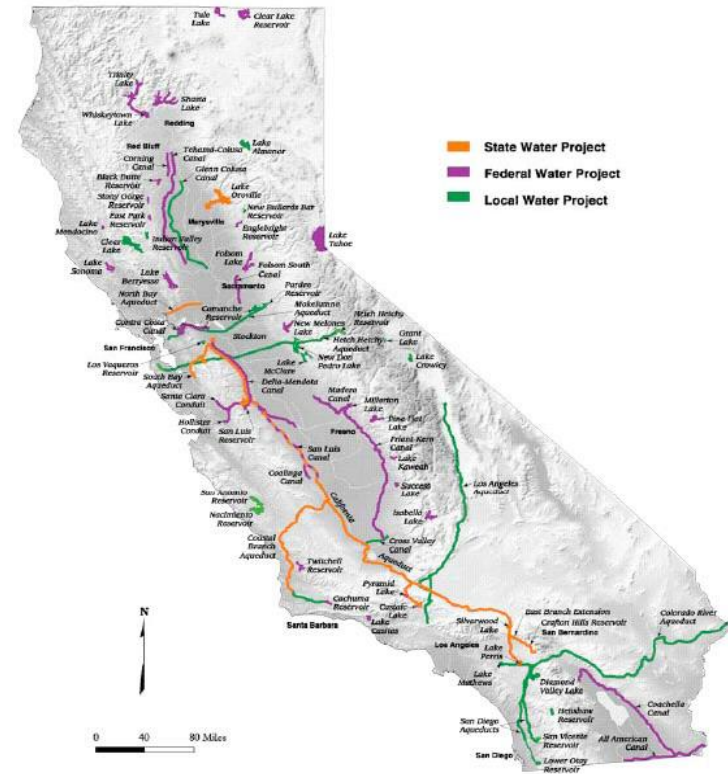 Tule
Lake
Clear Lake
Reservoir
Trinity
Lake
Shasta
Lake
Whiskeytown
Lake
Redding
State Water Project
Federal Water Project
Local Water Project
Red Bluff
Tehama-Colusa
Canal
Lake
Almanor
Corning
Canal
Glenn Colusa
Canal
Black Butte
Reservoir
Lake
Oroville
Stony Gorge
Reservoir
New Bullards Bar
Reservoir
East Park
Reservoir
Marysville
Englebright
Reservoir
Lake
Mendocino
Indian Valley
Reservoir
Clear
Lake
Lake
Tahoe
Lake
Sonoma
Lake
Berryessa
Folsom
Lake
Folsom South
Canal
Sacramento
Pardee
Reservoir
North Bay
Aqueduct
Camanche
Reservoir
Mokelumne
Aqueduct
Hetch Hetchy
Reservoir
Contra Costa
Canal
New Melones
Lake
Hetch Hetchy
Aqueduct
Grant
Lake
Stockton
San Francisco
New Don
Pedro Lake
Lake
Crowley
Los Vaqueros
Reservoir
Lake
McClure
South Bay
Aqueduct
Delta-Mendota
Canal
Madera
Canal
Millerton
Lake
Santa Clara
Conduit
Pine Flat
Lake
Hollister
Conduit
San Luis
Reservoir
Fresno
Friant-Kern
Canal
San Luis
Canal
Lake
Kaweah
Coalinga
Canal
Success
Lake
Los Angeles
Aqueduct
San Antonio
Reservoir
Nacimiento
Reservoir
California
Isabella
Lake
Coastal
Branch
Aqueduct
Cross Valley
Canal
Aqueduct
Twitchell
Reservoir
Pyramid
Lake
Cachuma
Reservoir
Castaic
Lake
East Branch Extension
Crafton Hills Reservoir
Colorado River
Aqueduct
Silverwood
Lake
Santa Barbara
Lake
Casitas
San Bernardino
Los Angeles
Lake
Perris
Lake
Mathews
Diamond
Valley Lake
Coachella
Canal
Henshaw
Reservoir
San Diego
Aqueducts
San Vicente
Reservoir
All American
Canal
San Diego
Lower Otay
Reservoir
N
0 40 80 Miles